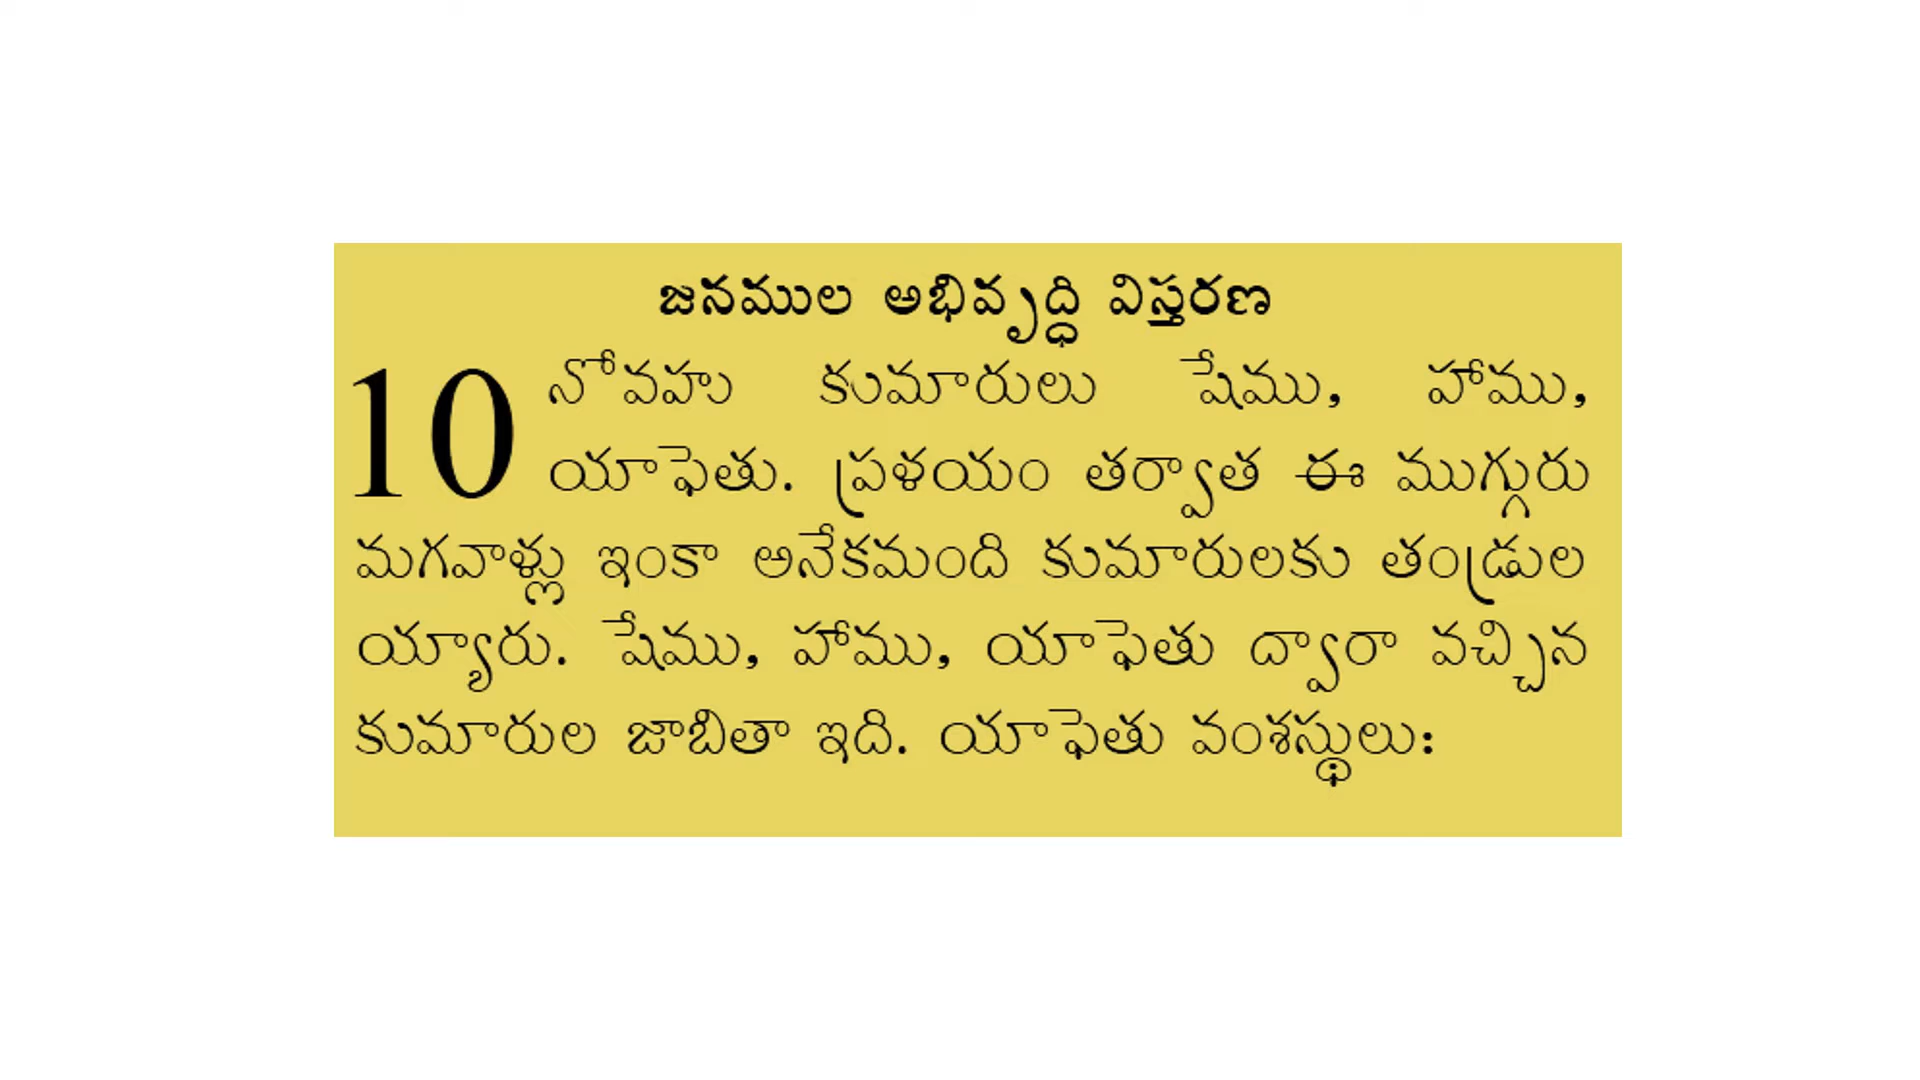 జనముల అభివృద్ధి విస్తరణ
10 నోవహు కుమారులు షేము, హాము,
యాఫెతు. ప్రళయం తర్వాత ఈ ముగ్గురు
మగవాళ్లు ఇంకా అనేకమంది కుమారులకు తండ్రుల
య్యారు. షేము, హాము, యాఫెతు ద్వారా వచ్చిన
కుమారుల జాబితా ఇది. యాఫెతు వంశస్థులు: